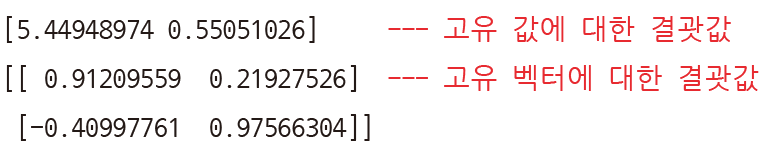 [5.44948974 0.55051026] --- 고유 값에 대한 결괏값
[[ 0.91209559  0.21927526] --- 고유 벡터에 대한 결괏값
 [-0.40997761  0.97566304]]